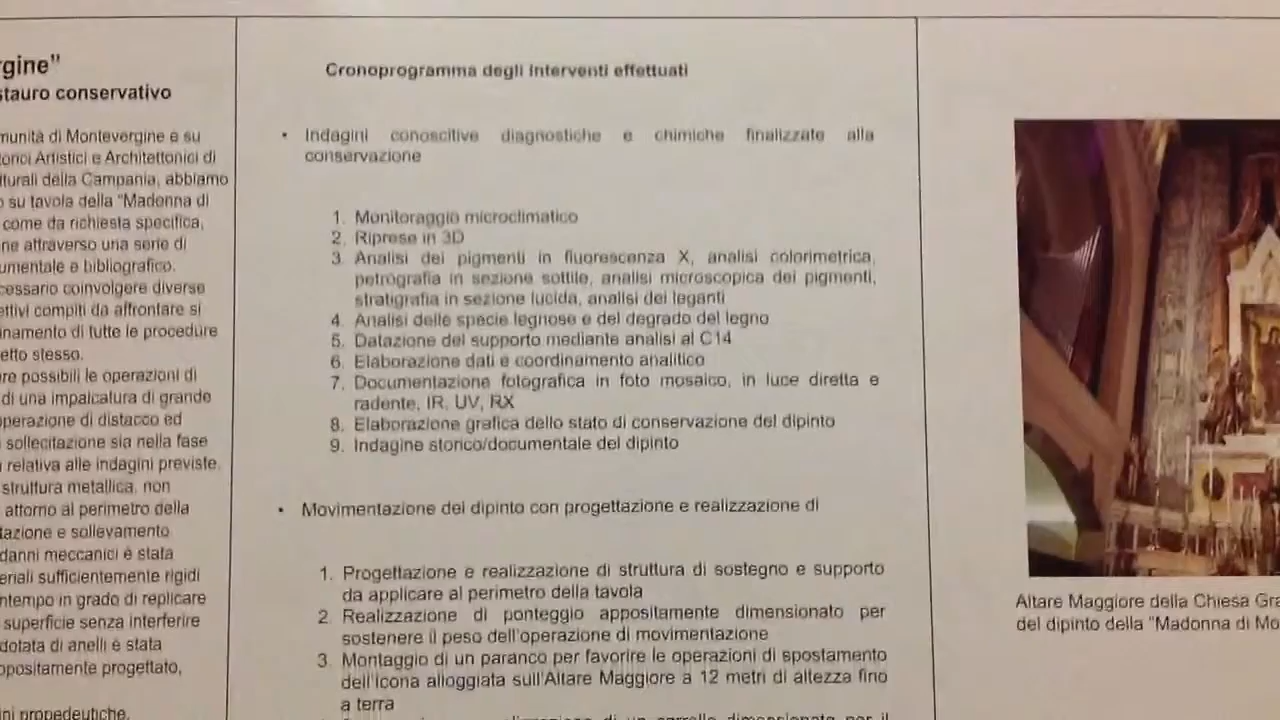 rgine"
stauro conservativo
munità di Montevergine e su
torici Artistici e Architettonici di
lturali della Campania, abbiamo
o su tavola della "Madonna di
come da richiesta specifica,
ne attraverso una serie di
umentale e bibliografico.
cessario coinvolgere diverse
ettivi compiti da affrontare si
inamento di tutte le procedure
etto stesso.
re possibili le operazioni di
di una impalcatura di grande
operazione di distacco ed
sollecitazione sia nella fase
relativa alle indagini previste.
struttura metallica, non
attorno al perimetro della
tazione e sollevamento
danni meccanici è stata
eriali sufficientemente rigidi
ntempo in grado di replicare
superficie senza interferire
dotata di anelli è stata
opositamente progettato,
ini propedeutiche.
Cronoprogramma degli interventi effettuati
• Indagini conoscitive diagnostiche e chimiche finalizzate alla
conservazione
1. Monitoraggio microclimatico
2. Riprese in 3D
3. Analisi dei pigmenti in fluorescenza X, analisi colorimetrica,
petrografia in sezione sottile, analisi microscopica dei pigmenti,
stratigrafia in sezione lucida, analisi dei leganti
4. Analisi delle specie legnose e del degrado del legno
5. Datazione del supporto mediante analisi al C14
6. Elaborazione dati e coordinamento analitico
7. Documentazione fotografica in foto mosaico, in luce diretta e
radente, IR, UV, RX
8. Elaborazione grafica dello stato di conservazione del dipinto
9. Indagine storico/documentale del dipinto
• Movimentazione del dipinto con progettazione e realizzazione di
1. Progettazione e realizzazione di struttura di sostegno e supporto
da applicare al perimetro della tavola
2. Realizzazione di ponteggio appositamente dimensionato per
sostenere il peso dell'operazione di movimentazione
3. Montaggio di un paranco per favorire le operazioni di spostamento
dell'Icona alloggiata sull'Altare Maggiore a 12 metri di altezza fino
a terra
Altare Maggiore della Chiesa Gra
del dipinto della "Madonna di Mo